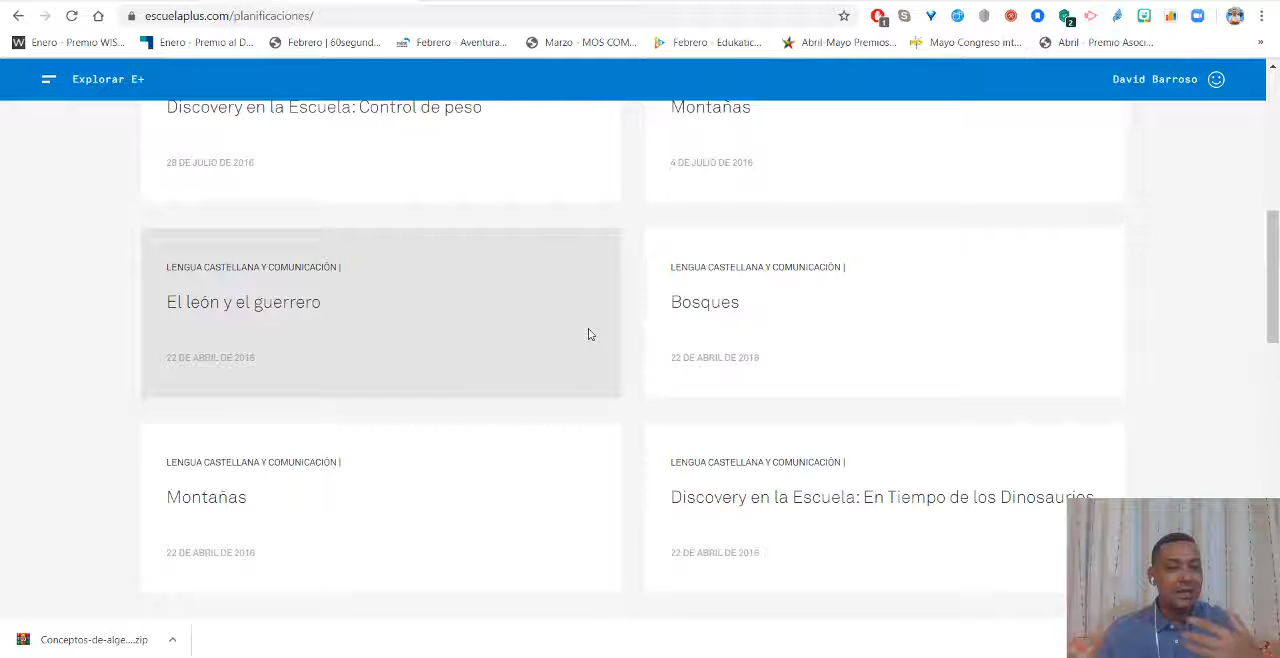 escuelaplus.com/planificaciones/
Enero - Premio WIS...
Enero - Premio al D...
Febrero | 60segund...
Febrero - Aventura...
Marzo - MOS COM...
Febrero - Edukatic...
Abril-Mayo Premios...
Mayo Congreso int...
Abril - Premio Asoci...
»
Explorar E+
David Barroso
Discovery en la Escuela: Control de peso
Montañas
28 DE JULIO DE 2016
4 DE JULIO DE 2016
LENGUA CASTELLANA Y COMUNICACIÓN |
LENGUA CASTELLANA Y COMUNICACIÓN |
El león y el guerrero
Bosques
22 DE ABRIL DE 2016
22 DE ABRIL DE 2016
LENGUA CASTELLANA Y COMUNICACIÓN |
LENGUA CASTELLANA Y COMUNICACIÓN |
Montañas
Discovery en la Escuela: En Tiempo de los Dinosaurios
22 DE ABRIL DE 2016
22 DE ABRIL DE 2016
Conceptos-de-alge....zip